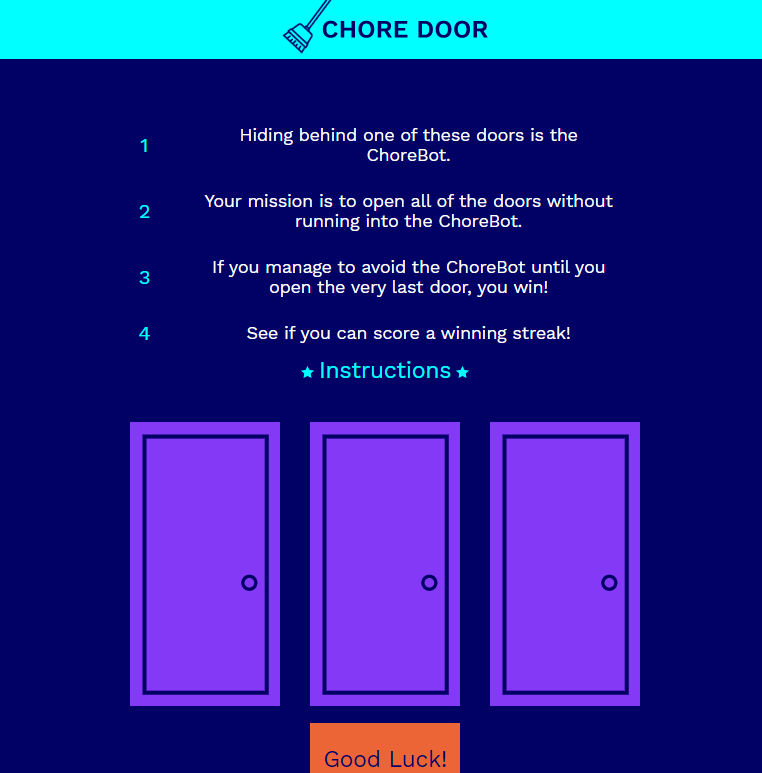 CHORE DOOR
1
Hiding behind one of these doors is the
ChoreBot.
2
Your mission is to open all of the doors without
running into the ChoreBot.
3
If you manage to avoid the ChoreBot until you
open the very last door, you win!
4
See if you can score a winning streak!
Instructions
Good Luck!